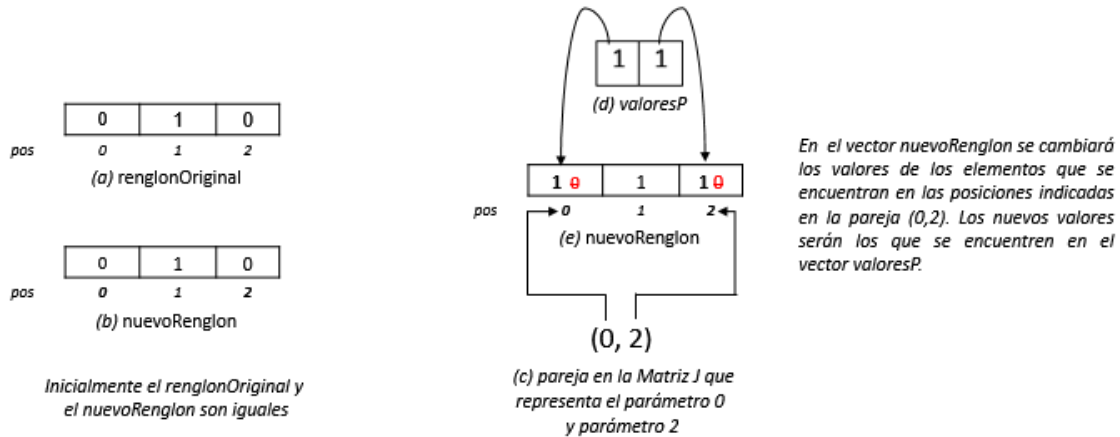 0 1 0
pos 0 1 2
(a) renglonOriginal
0 1 0
pos 0 1 2
(b) nuevoRenglon
Inicialmente el renglonOriginal y
el nuevoRenglon son iguales
1 1
(d) valoresP
1 0 1 1 0
pos 0 1 2
(e) nuevoRenglon
(0, 2)
(c) pareja en la Matriz J que
representa el parámetro 0
y parámetro 2
En el vector nuevoRenglon se cambiará
los valores de los elementos que se
encuentran en las posiciones indicadas
en la pareja (0,2). Los nuevos valores
serán los que se encuentren en el
vector valoresP.